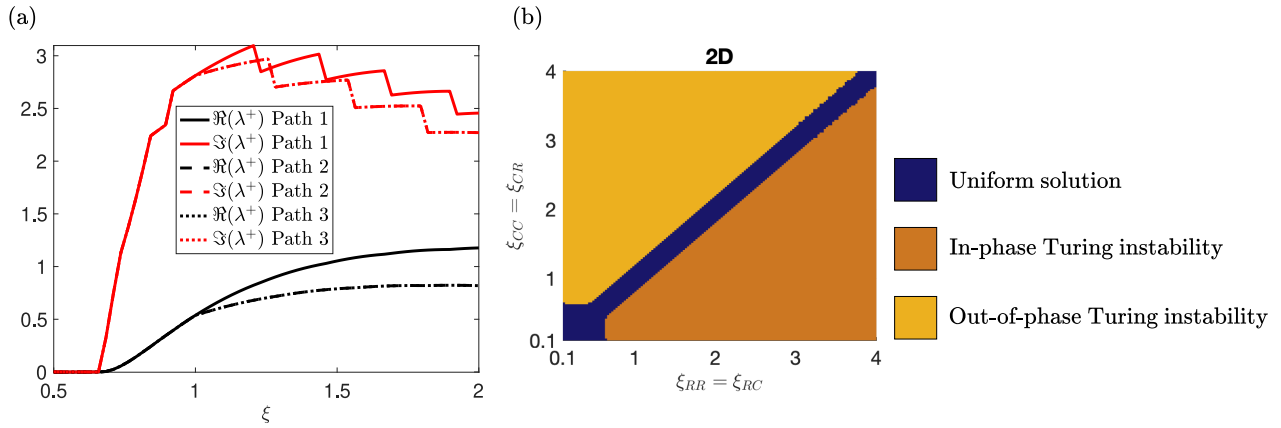 (a)
3
2.5
2
1.5
1
0.5
0
0.5
1
1.5
2
ξ
ℜ(λ⁺) Path 1
ℑ(λ⁺) Path 1
ℜ(λ⁺) Path 2
ℑ(λ⁺) Path 2
ℜ(λ⁺) Path 3
ℑ(λ⁺) Path 3
(b)
2D
4
3
2
1
0.1
ξ_CC = ξ_CR
0.1
1
2
3
4
ξ_RR = ξ_RC
Uniform solution
In-phase Turing instability
Out-of-phase Turing instability